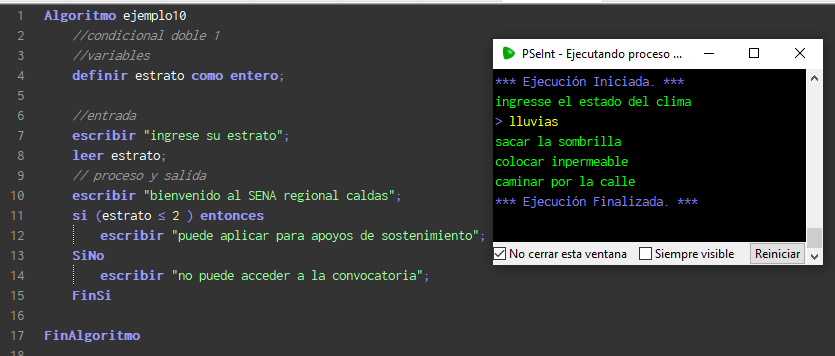 1 Algoritmo ejemplo10
2 //condicional doble 1
3 //variables
4 definir estrato como entero;
5
6 //entrada
7 escribir "ingrese su estrato";
8 leer estrato;
9 // proceso y salida
10 escribir "bienvenido al SENA regional caldas";
11 si (estrato ≤ 2 ) entonces
12 escribir "puede aplicar para apoyos de sostenimiento";
13 SiNo
14 escribir "no puede acceder a la convocatoria";
15 FinSi
16
17 FinAlgoritmo
18
PSeInt - Ejecutando proceso ...
*** Ejecución Iniciada. ***
ingresse el estado del clima
> lluvias
sacar la sombrilla
colocar inpermeable
caminar por la calle
*** Ejecución Finalizada. ***
No cerrar esta ventana Siempre visible Reiniciar